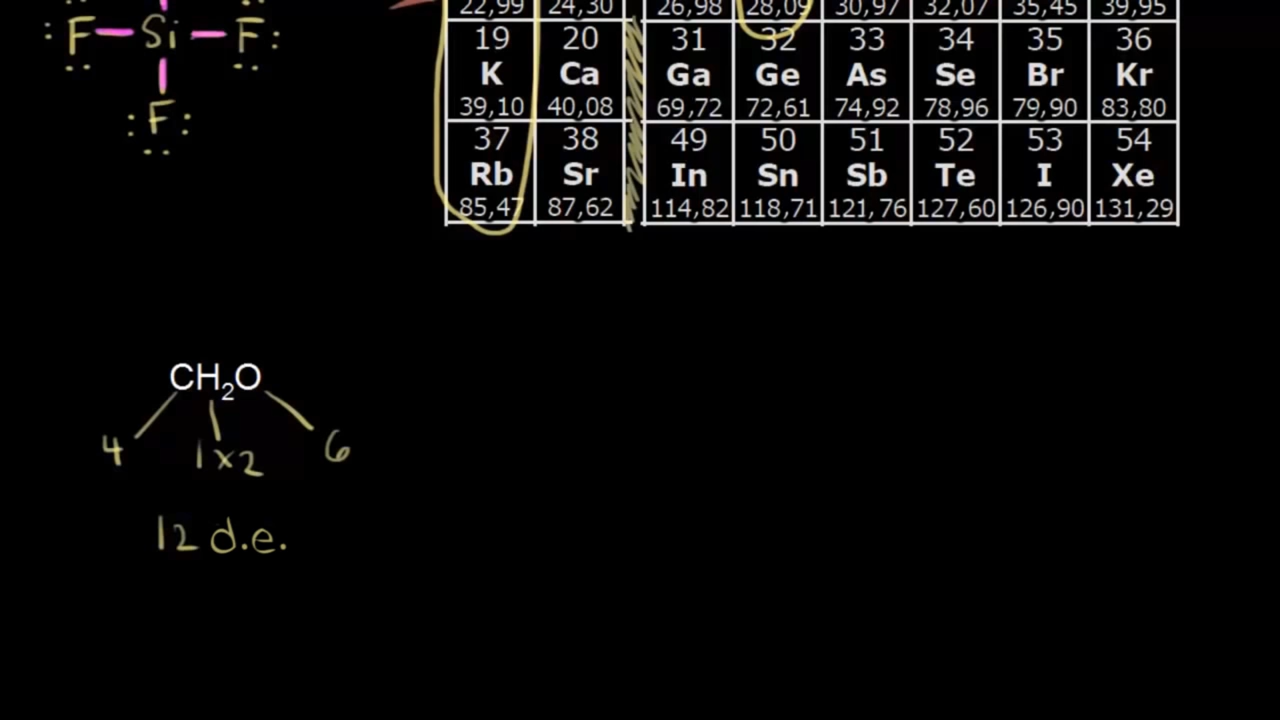 22,99 24,30 26,98 28,09 30,97 32,07 35,45 39,95
:F—Si—F:
:F:
19 20 31 32 33 34 35 36
K Ca Ga Ge As Se Br Kr
39,10 40,08 69,72 72,61 74,92 78,96 79,90 83,80
37 38 49 50 51 52 53 54
Rb Sr In Sn Sb Te I Xe
85,47 87,62 114,82 118,71 121,76 127,60 126,90 131,29
CH₂O
4 1x2 6
12 d.e.